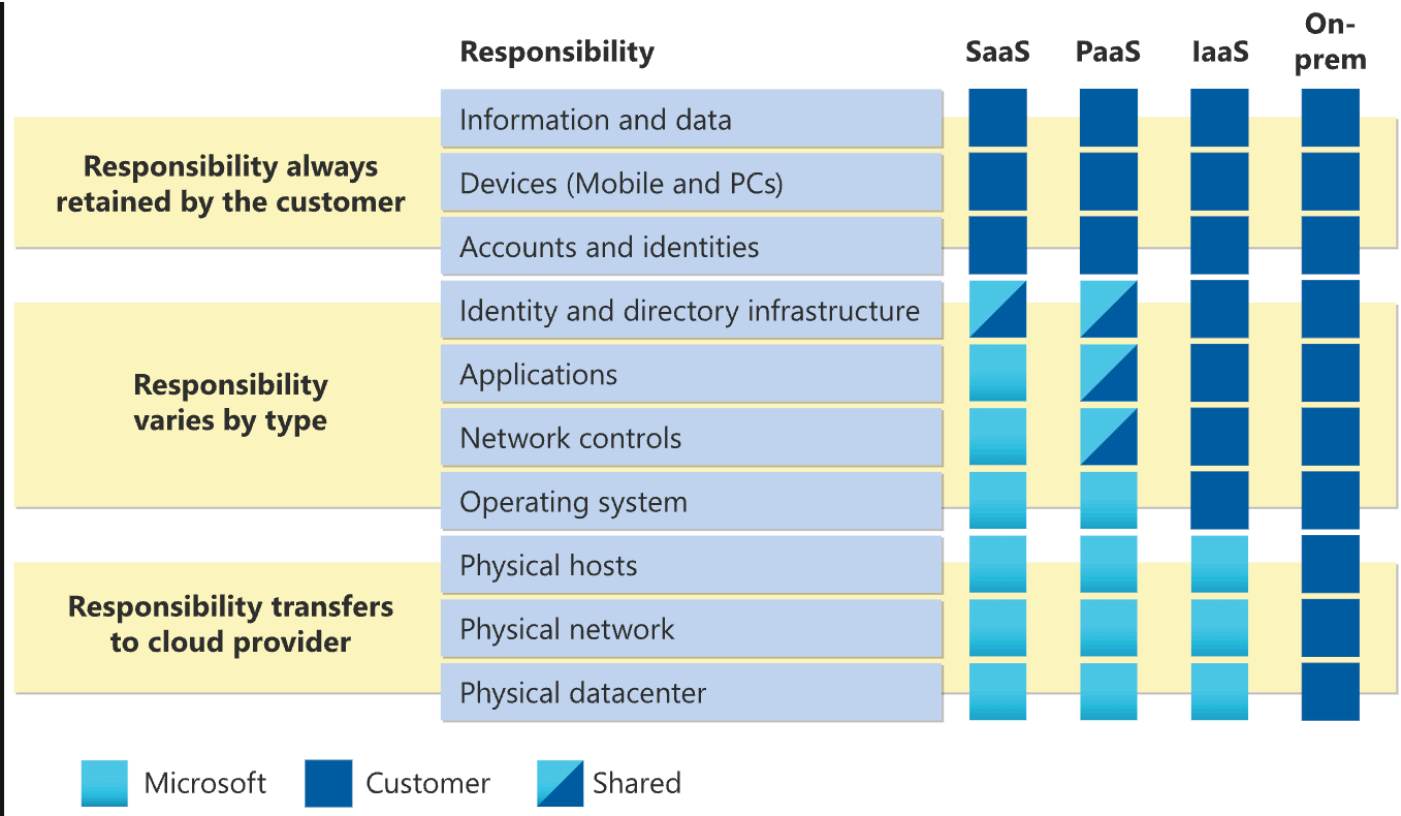 Responsibility
SaaS
PaaS
IaaS
On-
prem
Responsibility always
retained by the customer
Information and data
Devices (Mobile and PCs)
Accounts and identities
Responsibility
varies by type
Identity and directory infrastructure
Applications
Network controls
Operating system
Responsibility transfers
to cloud provider
Physical hosts
Physical network
Physical datacenter
Microsoft
Customer
Shared